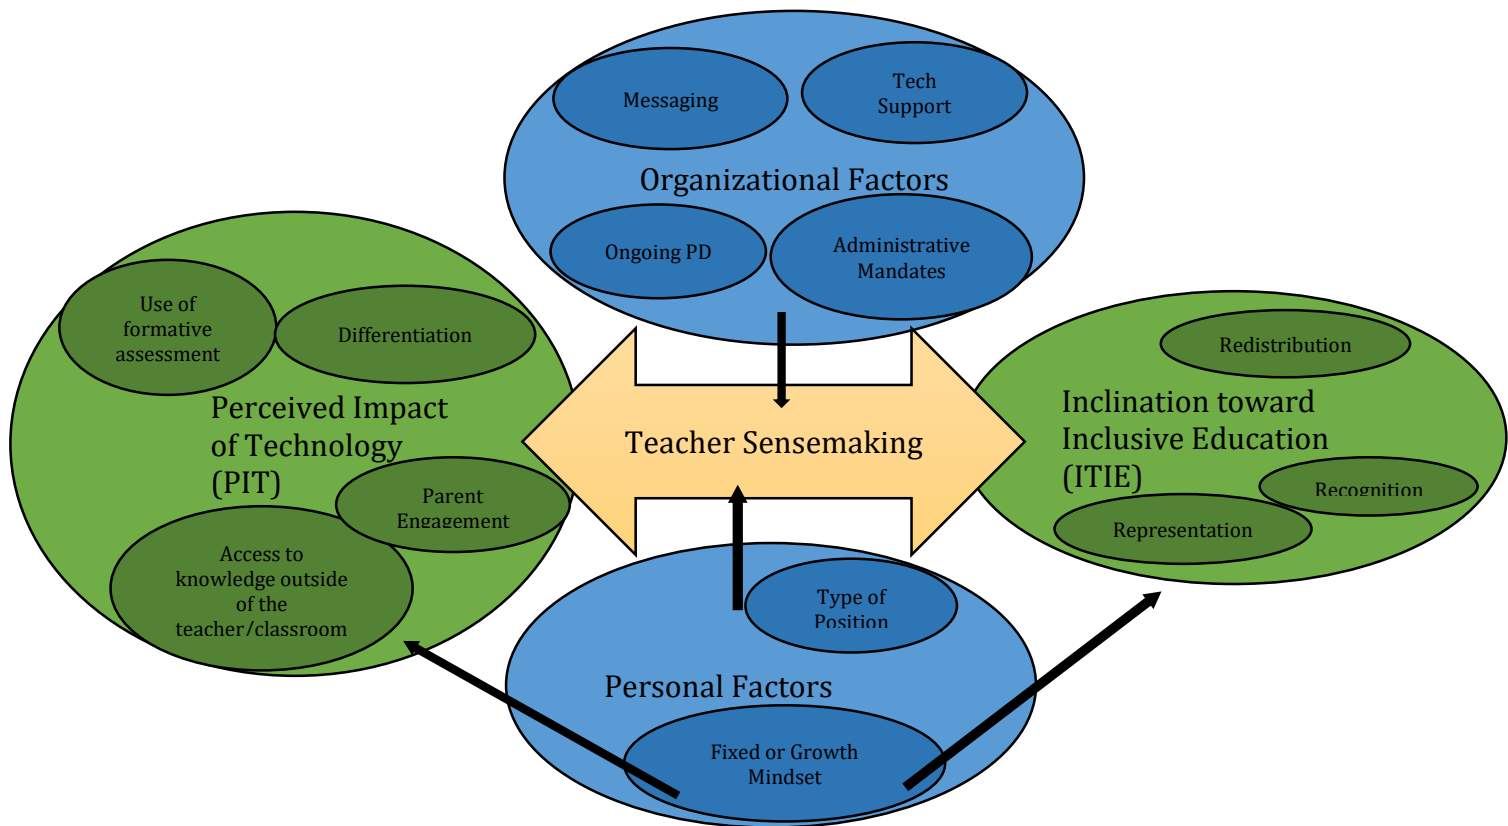 Messaging
Tech
Support
Organizational Factors
Ongoing PD
Administrative
Mandates
Use of
formative
assessment
Differentiation
Perceived Impact
of Technology
(PIT)
Parent
Engagement
Access to
knowledge outside
of the
teacher/classroom
Teacher Sensemaking
Redistribution
Inclination toward
Inclusive Education
(ITIE)
Recognition
Representation
Type of
Position
Personal Factors
Fixed or Growth
Mindset